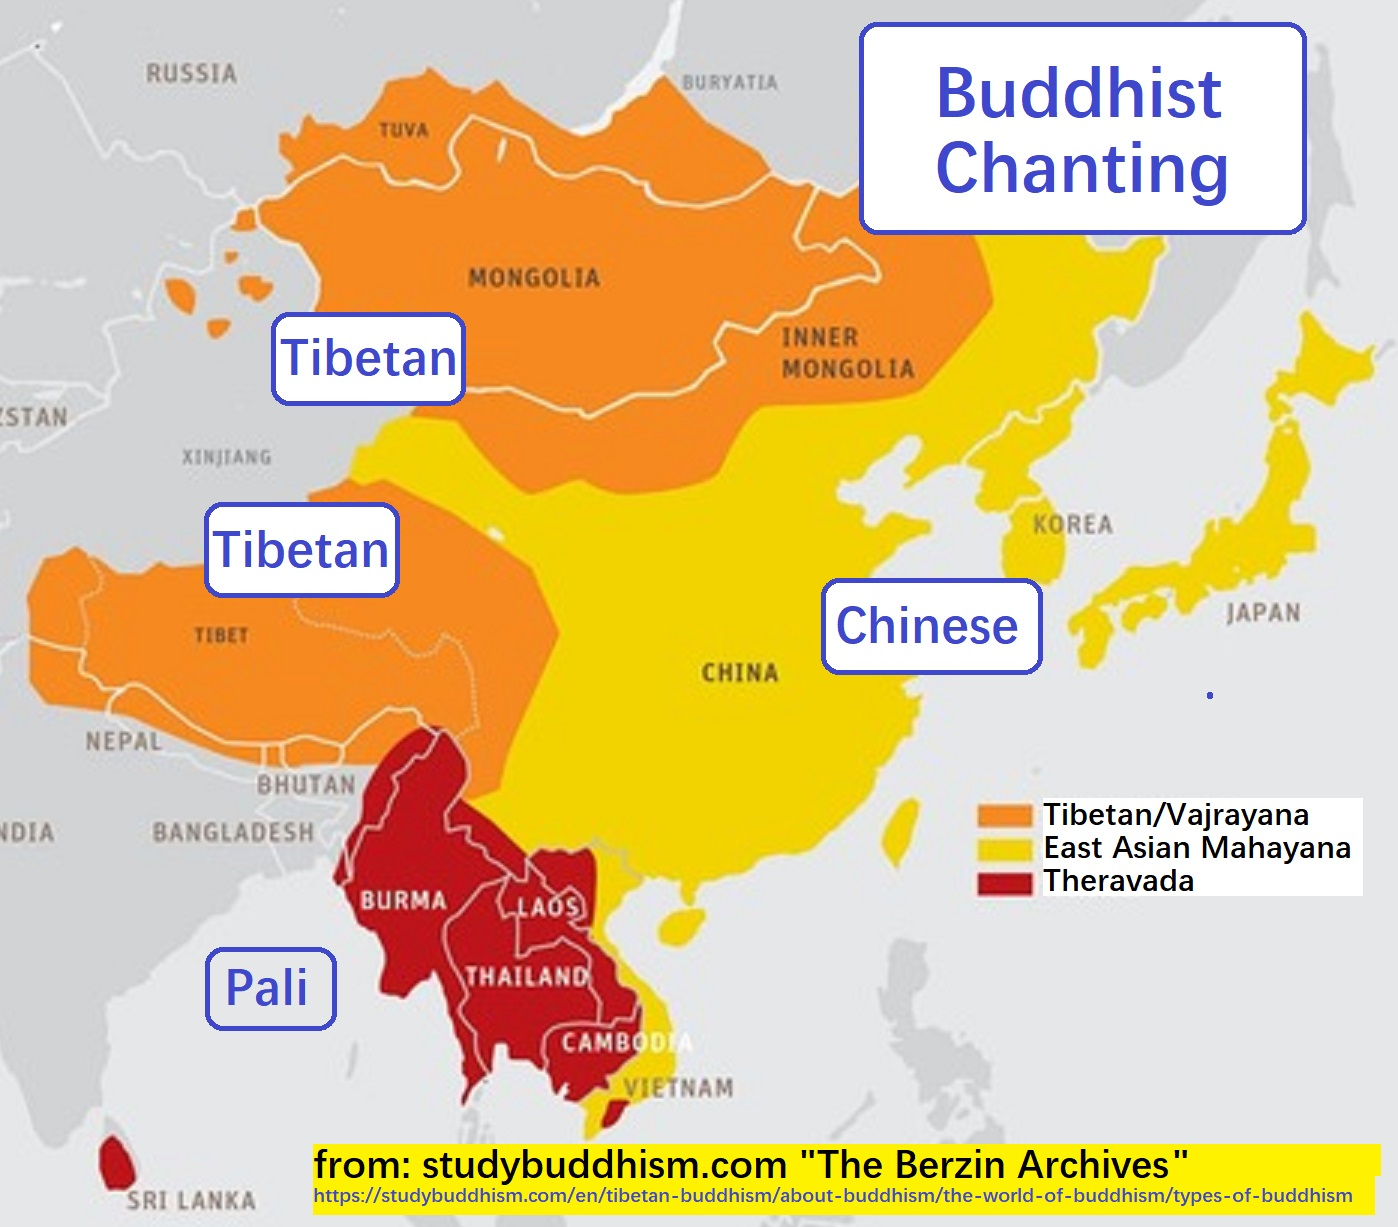 Buddhist
Chanting
RUSSIA
BURYATIA
TUVA
MONGOLIA
INNER
MONGOLIA
Tibetan
ZSTAN
XINJIANG
Tibetan
KOREA
JAPAN
Chinese
TIBET
CHINA
NEPAL
BHUTAN
NDIA
BANGLADESH
Tibetan/Vajrayana
East Asian Mahayana
Theravada
BURMA
LAOS
THAILAND
Pali
CAMBODIA
VIETNAM
SRI LANKA
from: studybuddhism.com "The Berzin Archives"
https://studybuddhism.com/en/tibetan-buddhism/about-buddhism/the-world-of-buddhism/types-of-buddhism